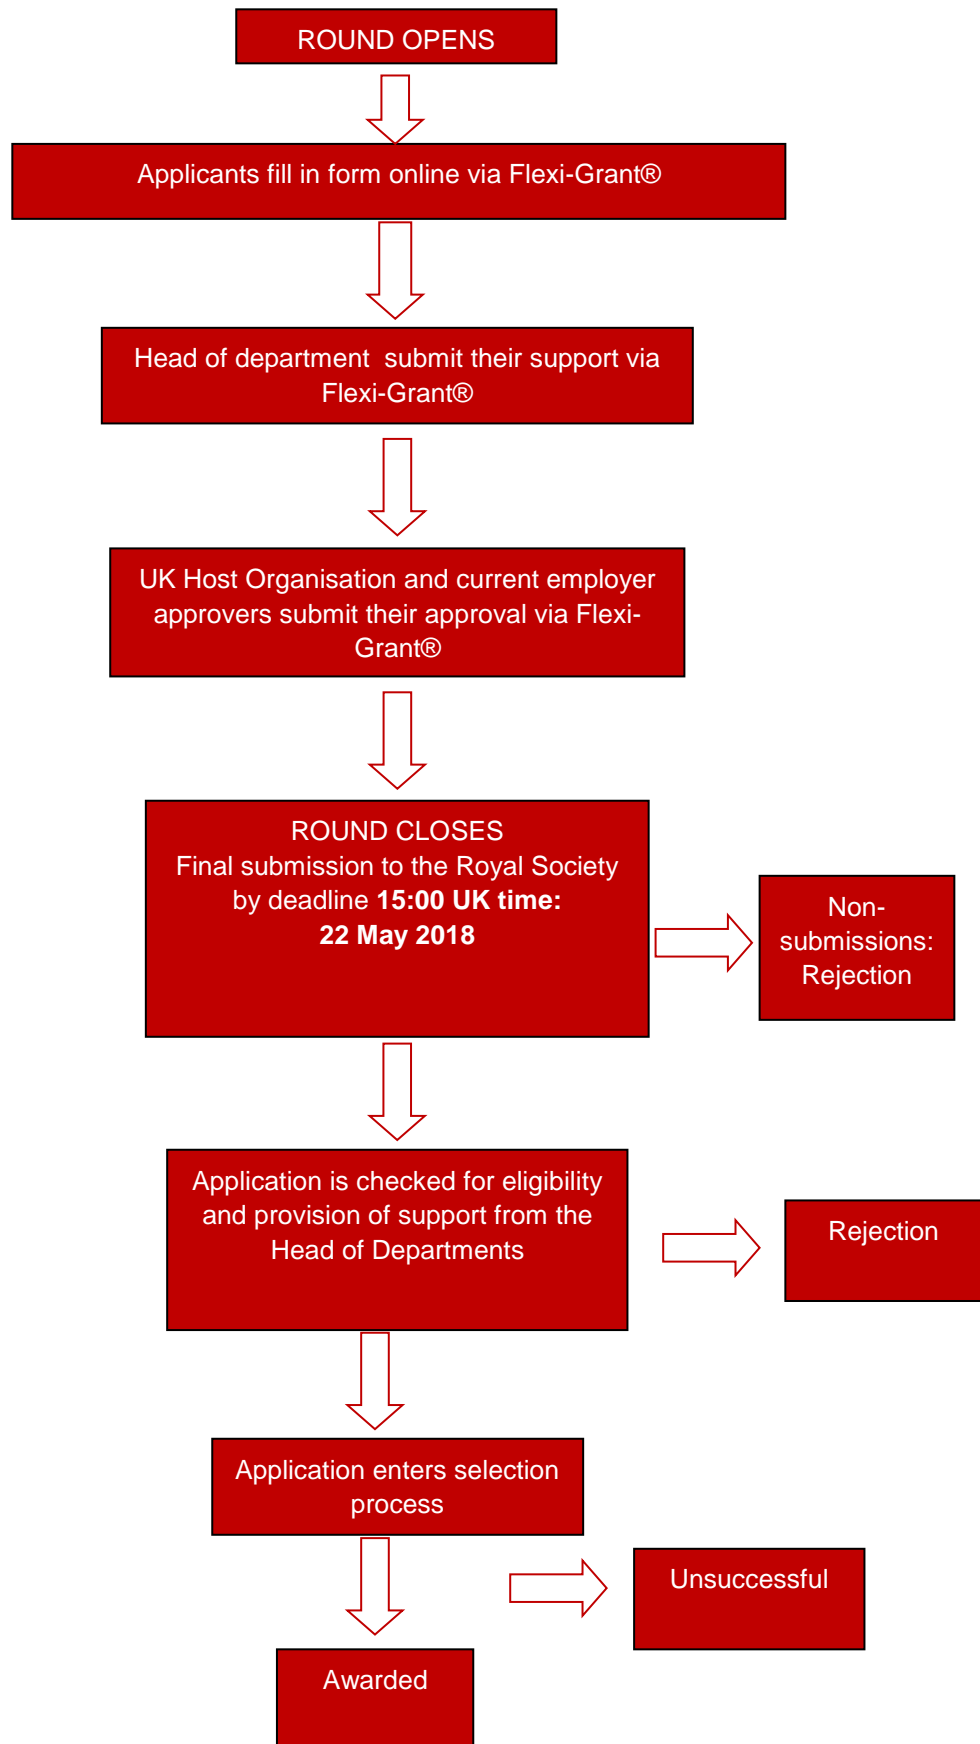 ROUND OPENS
Applicants fill in form online via Flexi-Grant®
Head of department  submit their support via
Flexi-Grant®
UK Host Organisation and current employer
approvers submit their approval via Flexi-
Grant®
ROUND CLOSES
Final submission to the Royal Society
by deadline 15:00 UK time:
22 May 2018
Non-
submissions:
Rejection
Application is checked for eligibility
and provision of support from the
Head of Departments
Rejection
Application enters selection
process
Unsuccessful
Awarded